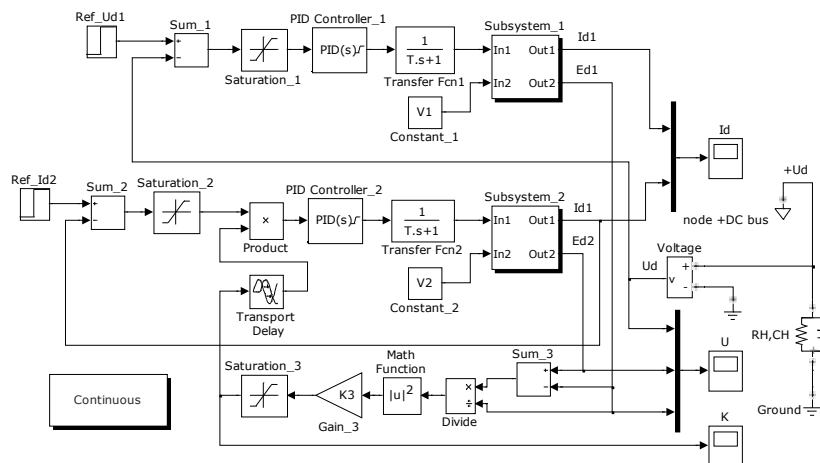 Ref_Ud1
Sum_1
+
−
Saturation_1
PID Controller_1
PID(s)
1
T.s+1
Transfer Fcn1
V1
Constant_1
Subsystem_1
In1
In2
Out1
Out2
Id1
Ed1
Id
Ref_Id2
Sum_2
+
−
Saturation_2
×
Product
PID Controller_2
PID(s)
1
T.s+1
Transfer Fcn2
V2
Constant_2
Subsystem_2
In1
In2
Out1
Out2
Id1
Ed2
node +DC bus
+Ud
Voltage
Ud
v
+
-
Transport
Delay
RH,CH
U
K
Ground
Continuous
Saturation_3
K3
Gain_3
Math
Function
|u|2
×
÷
Divide
Sum_3
+
−